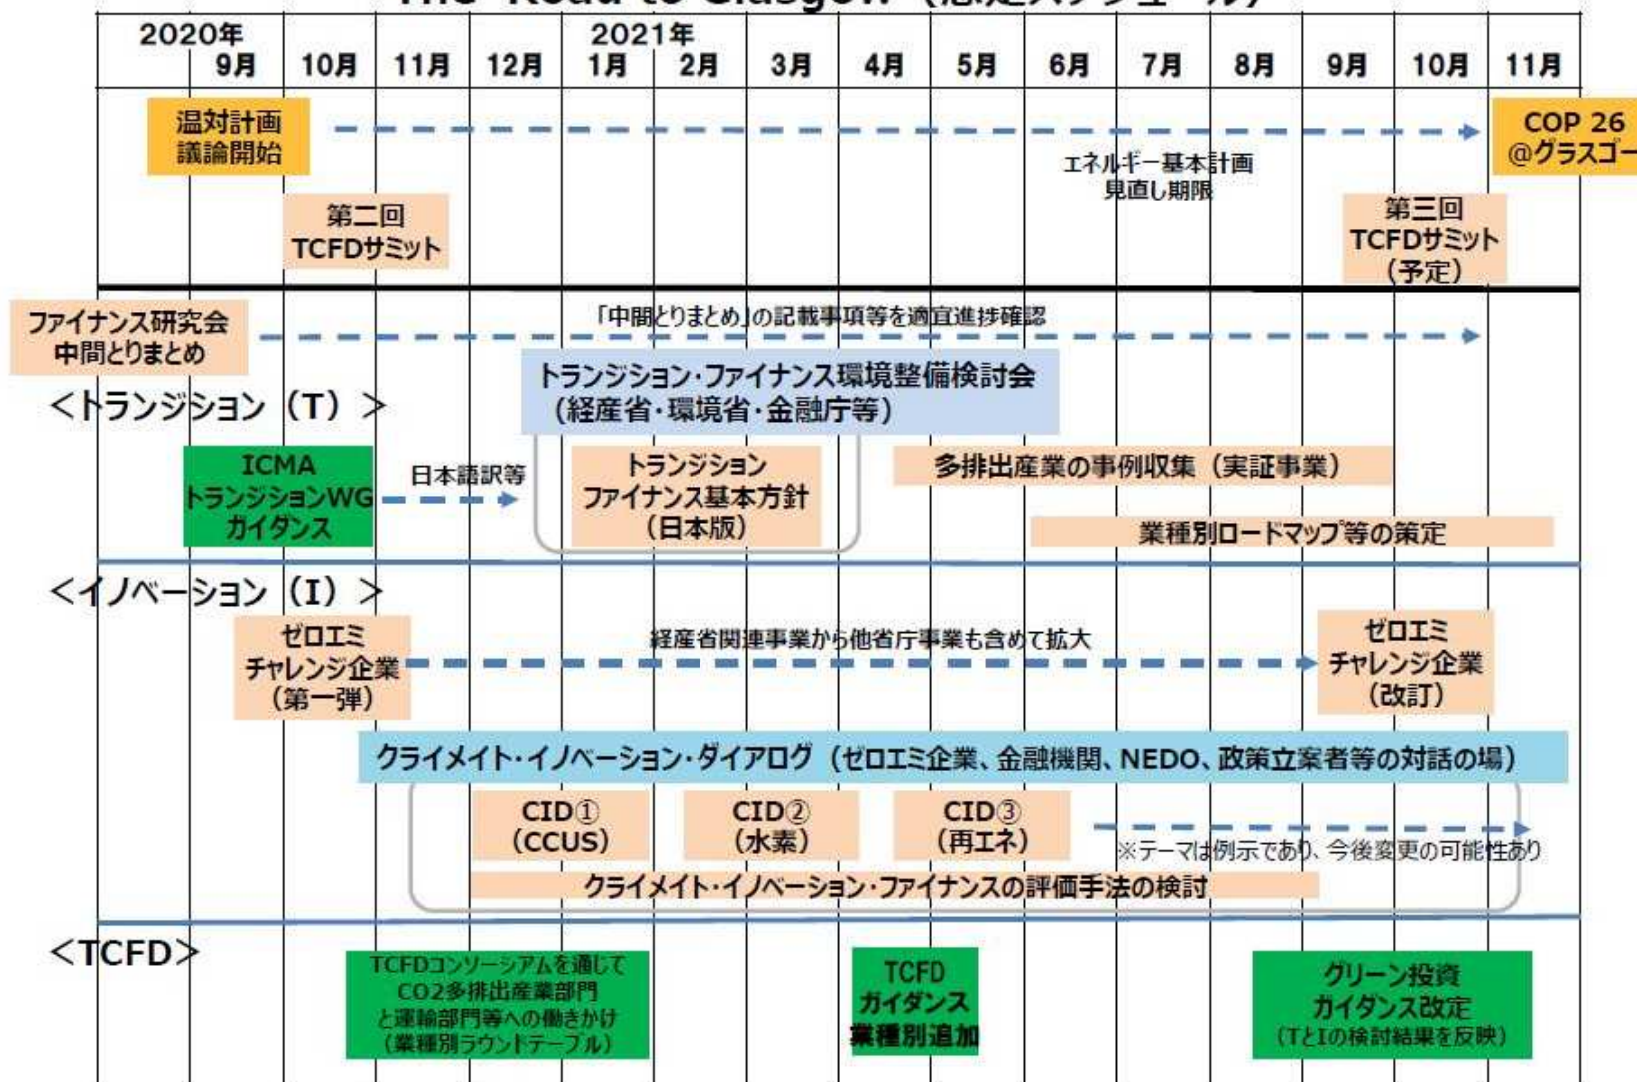 The Road to Glasgow（想定スケジュール）
2020年
2021年
9月 10月 11月 12月 1月 2月 3月 4月 5月 6月 7月 8月 9月 10月 11月
温対計画
議論開始
COP 26
@グラスゴー
エネルギー基本計画
見直し期限
第二回
TCFDサミット
第三回
TCFDサミット
（予定）
ファイナンス研究会
中間とりまとめ
「中間とりまとめ」の記載事項等を適宜進捗確認
トランジション・ファイナンス環境整備検討会
（経産省・環境省・金融庁等）
＜トランジション（T）＞
ICMA
トランジションWG
ガイダンス
日本語訳等
トランジション
ファイナンス基本方針
（日本版）
多排出産業の事例収集（実証事業）
業種別ロードマップ等の策定
＜イノベーション（I）＞
ゼロエミ
チャレンジ企業
（第一弾）
経産省関連事業から他省庁事業も含めて拡大
ゼロエミ
チャレンジ企業
（改訂）
クライメイト・イノベーション・ダイアログ（ゼロエミ企業、金融機関、NEDO、政策立案者等の対話の場）
CID①
（CCUS）
CID②
（水素）
CID③
（再エネ）
※テーマは例示であり、今後変更の可能性あり
クライメイト・イノベーション・ファイナンスの評価手法の検討
＜TCFD＞
TCFDコンソーシアムを通じて
CO2多排出産業部門
と運輸部門等への働きかけ
（業種別ラウンドテーブル）
TCFD
ガイダンス
業種別追加
グリーン投資
ガイダンス改定
（TとIの検討結果を反映）